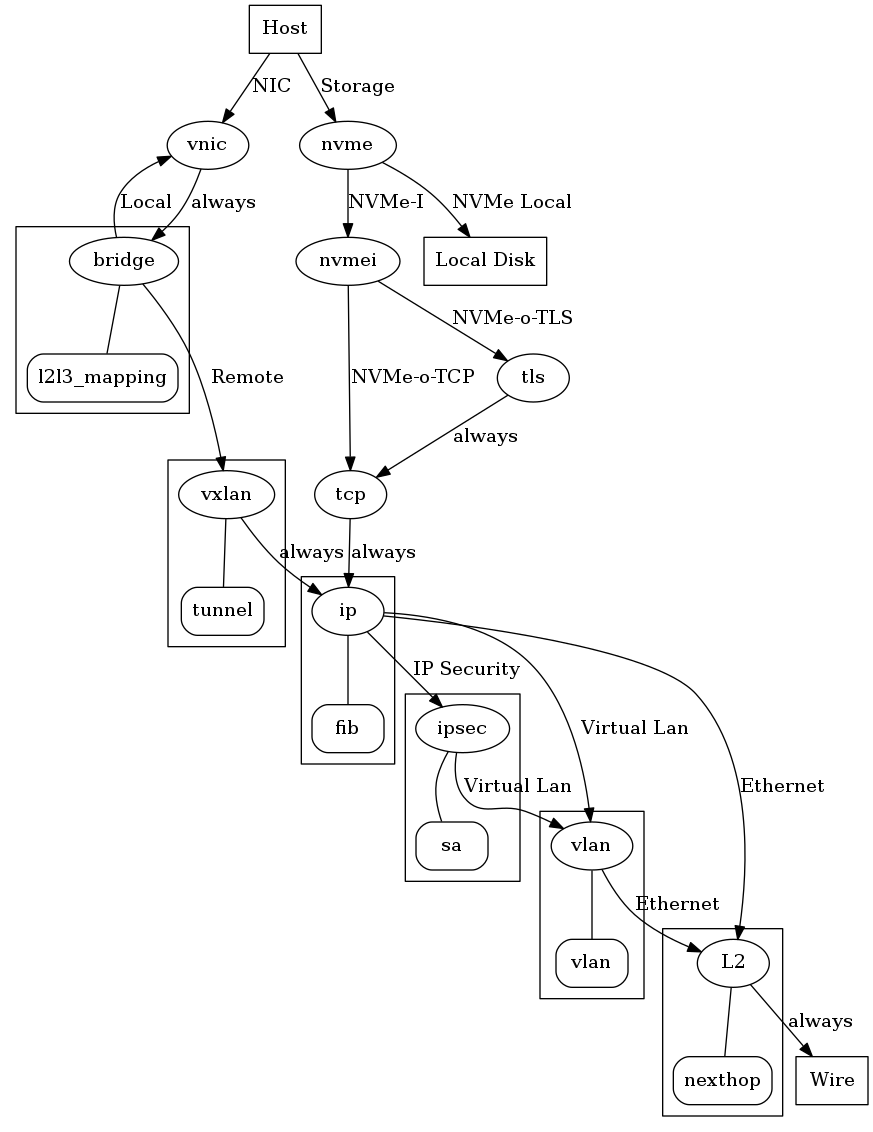 Host
NIC
Storage
vnic
nvme
Local
always
NVMe-I
NVMe Local
bridge
nvmei
Local Disk
NVMe-o-TLS
l2l3_mapping
Remote
NVMe-o-TCP
tls
always
vxlan
tcp
always
always
tunnel
ip
IP Security
fib
ipsec
Virtual Lan
Virtual Lan
Ethernet
sa
vlan
Ethernet
vlan
L2
always
nexthop
Wire